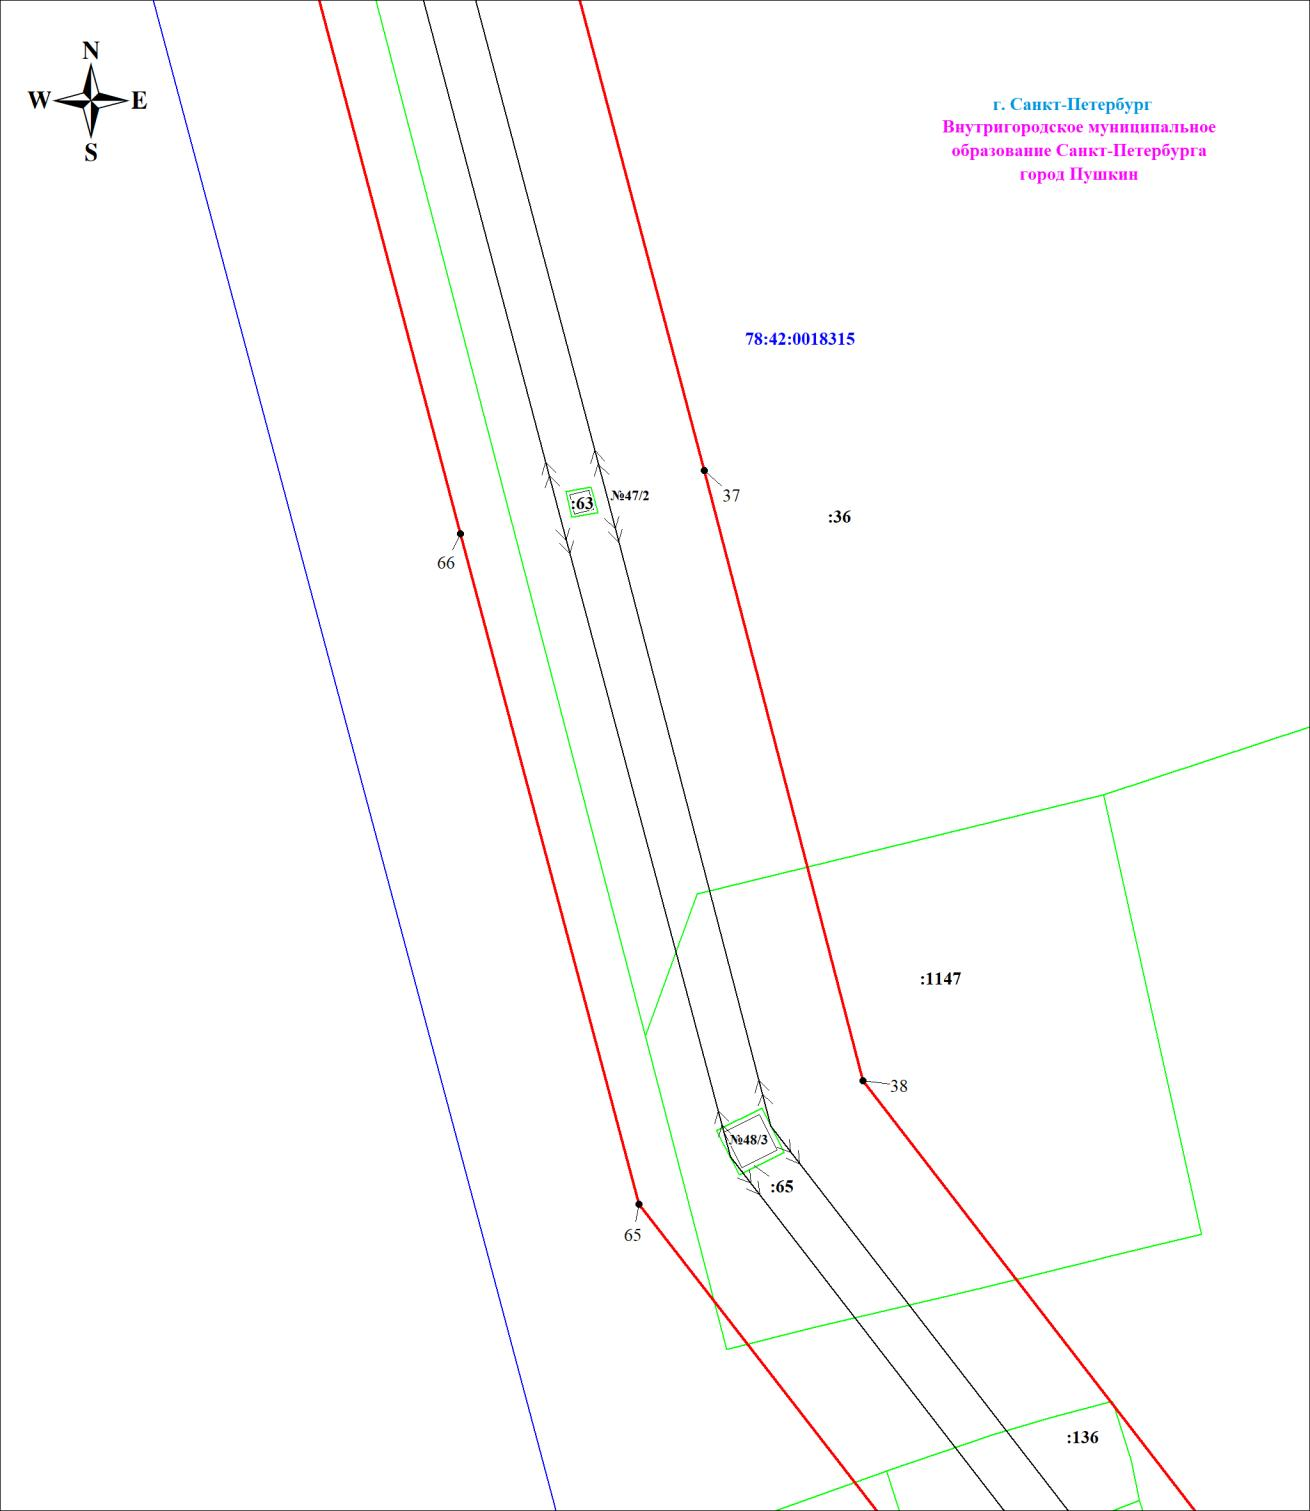 N
W E
S
г. Санкт-Петербург
Внутригородское муниципальное
образование Санкт-Петербурга
город Пушкин
78:42:0018315
:63
№47/2
37
:36
66
:1147
38
№48/3
:65
65
:136